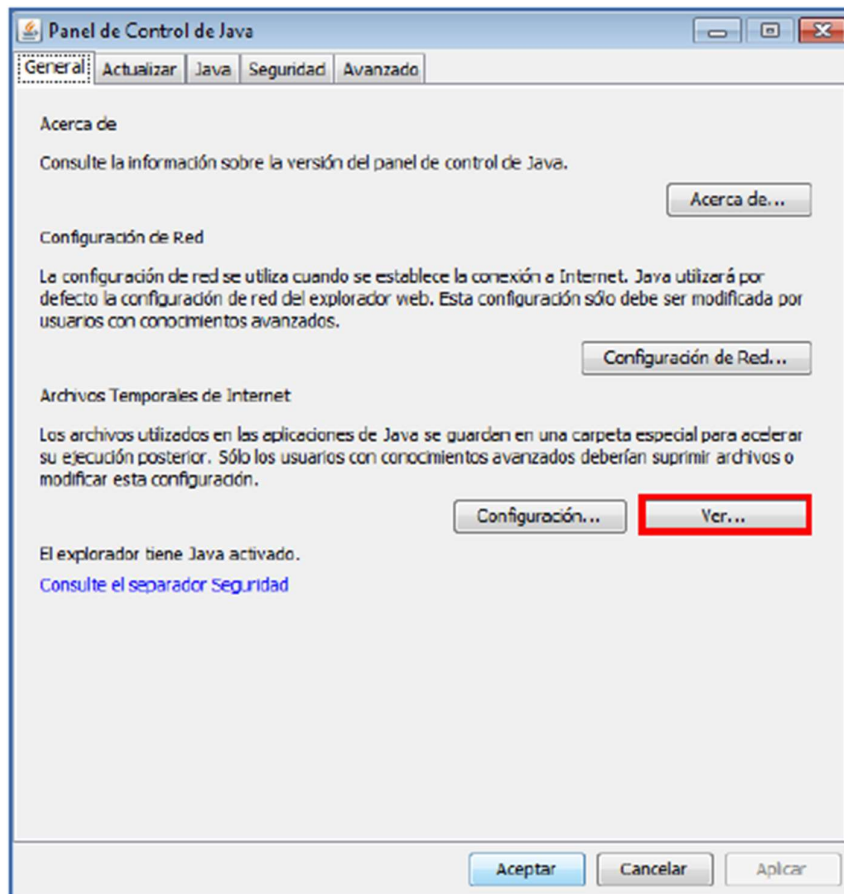 Panel de Control de Java
General Actualizar Java Seguridad Avanzado
Acerca de
Consulte la información sobre la versión del panel de control de Java.
Acerca de...
Configuración de Red
La configuración de red se utiliza cuando se establece la conexión a Internet. Java utilizará por
defecto la configuración de red del explorador web. Esta configuración sólo debe ser modificada por
usuarios con conocimientos avanzados.
Configuración de Red...
Archivos Temporales de Internet
Los archivos utilizados en las aplicaciones de Java se guardan en una carpeta especial para acelerar
su ejecución posterior. Sólo los usuarios con conocimientos avanzados deberían suprimir archivos o
modificar esta configuración.
Configuración... Ver...
El explorador tiene Java activado.
Consulte el separador Seguridad
Aceptar Cancelar Aplicar